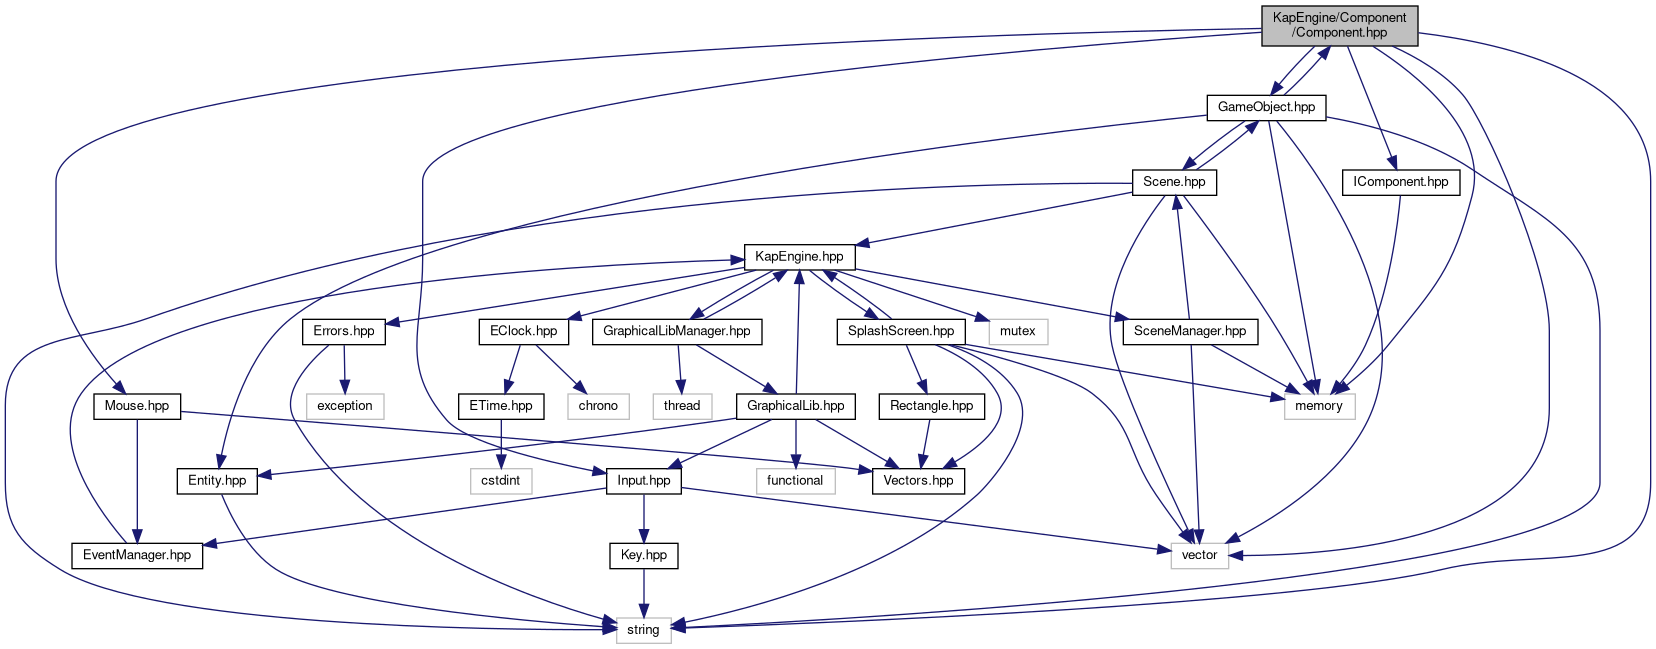 KapEngine/Component
/Component.hpp
GameObject.hpp
Scene.hpp
IComponent.hpp
KapEngine.hpp
Errors.hpp
EClock.hpp
GraphicalLibManager.hpp
SplashScreen.hpp
mutex
SceneManager.hpp
Mouse.hpp
exception
ETime.hpp
chrono
thread
GraphicalLib.hpp
Rectangle.hpp
memory
Entity.hpp
cstdint
Input.hpp
functional
Vectors.hpp
EventManager.hpp
Key.hpp
vector
string